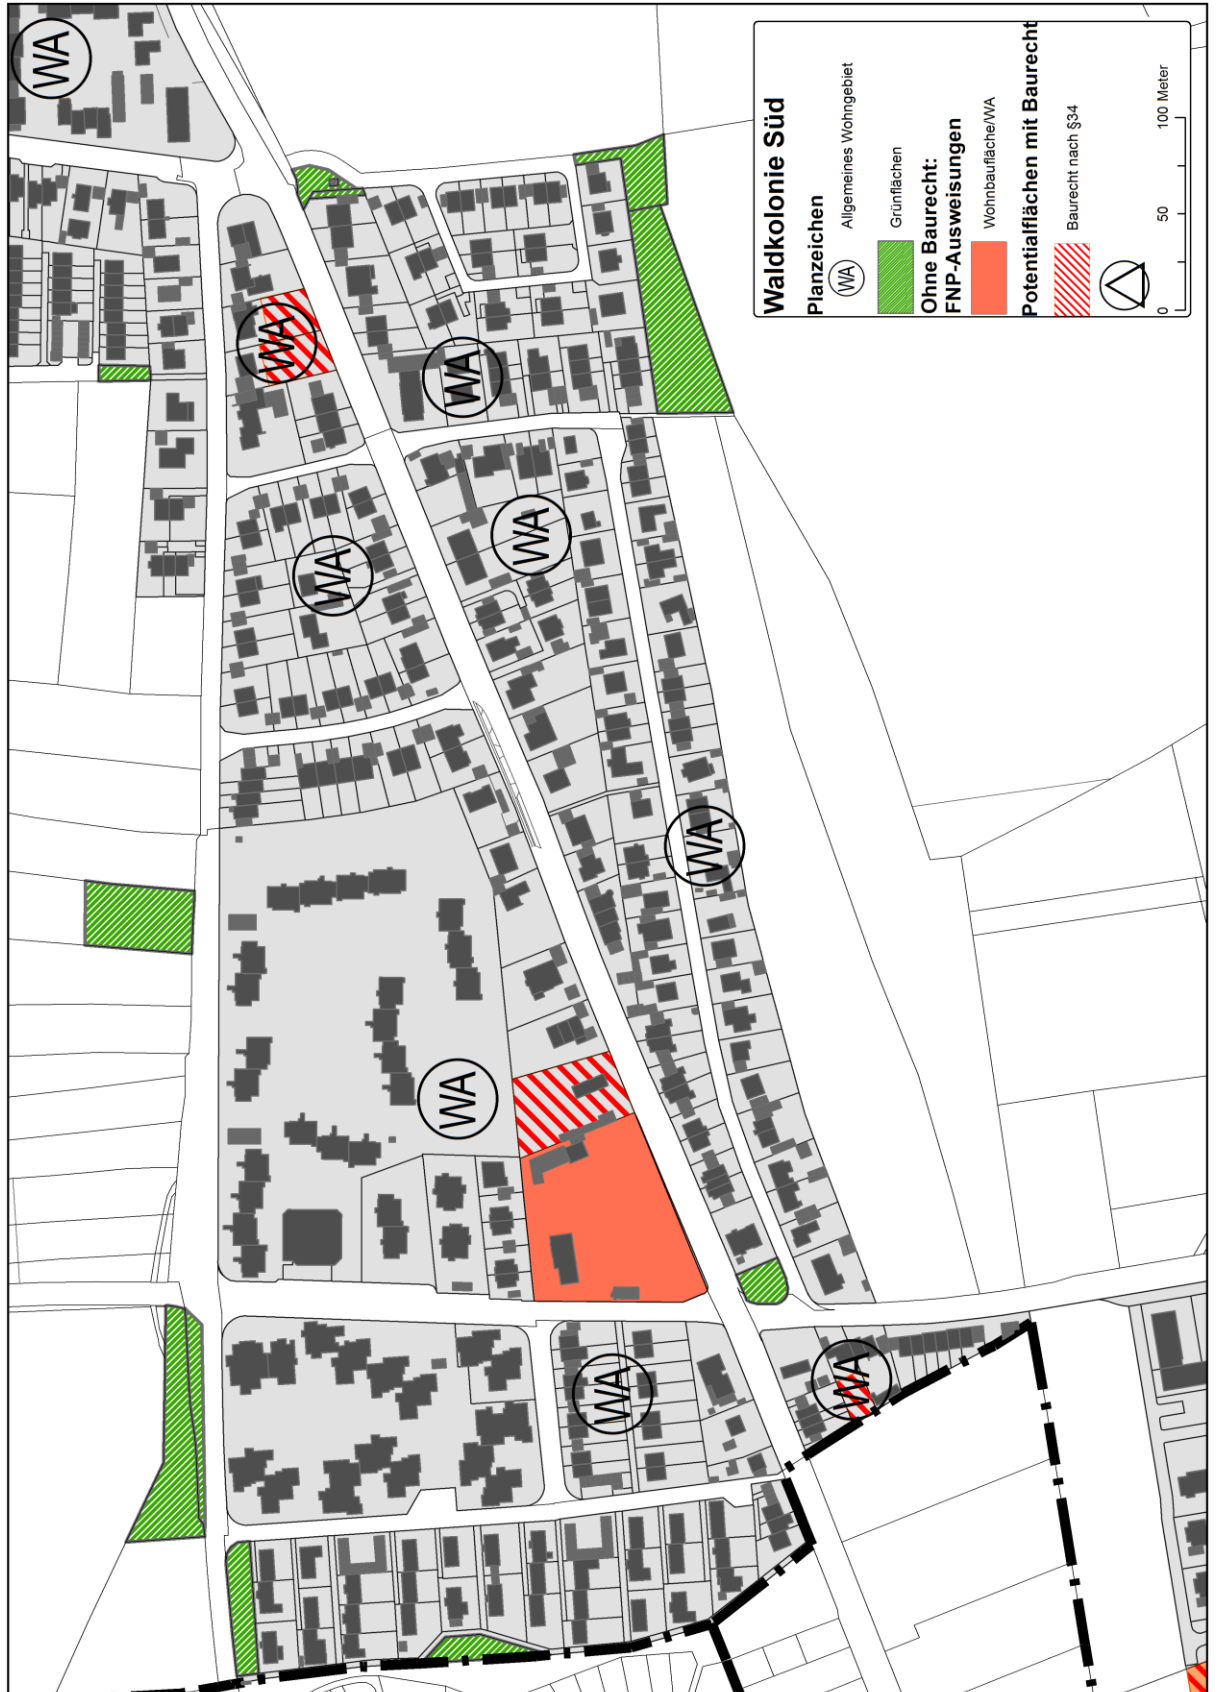 Waldkolonie Süd
Planzeichen
WA Allgemeines Wohngebiet
Grünflächen
Ohne Baurecht:
FNP-Ausweisungen
Wohnbaufläche/WA
Potentialflächen mit Baurecht
Baurecht nach §34
0 50 100 Meter
WA
WA
WA
WA
WA
WA
WA
WA
WA